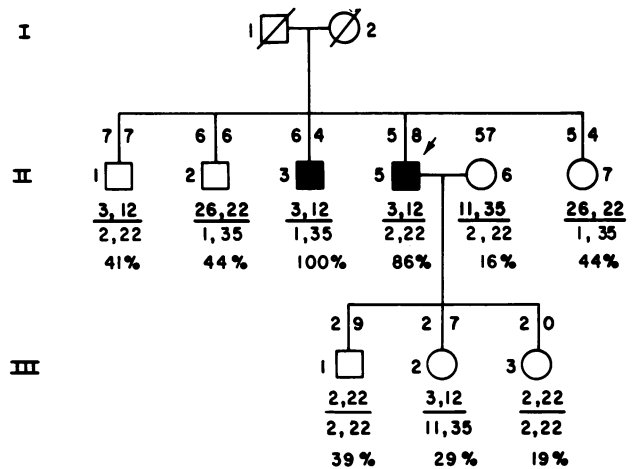 I
1 2
7 7 6 6 6 4 5 8 57 5 4
II
1 2 3 5 6 7
3,12 26,22 3,12 3,12 11,35 26,22
2,22 1,35 1,35 2,22 2,22 1,35
41% 44% 100% 86% 16% 44%
2 9 2 7 2 0
III
1 2 3
2,22 3,12 2,22
2,22 11,35 2,22
39% 29% 19%